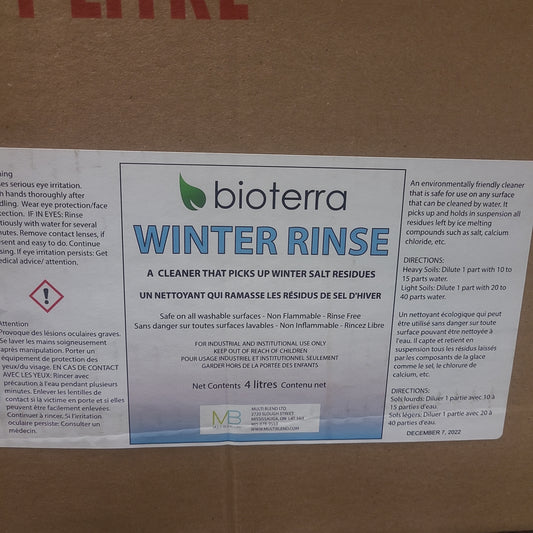 LITRE
ing
es serious eye irritation.
h hands thoroughly after
dling. Wear eye protection/face
ection. IF IN EYES: Rinse
tiously with water for several
utes. Remove contact lenses, if
sent and easy to do. Continue
sing. If eye irritation persists: Get
edical advice/ attention.
Attention
Provoque des lésions oculaires graves.
Se laver les mains soigneusement
après manipulation. Porter un
équipement de protection des
yeux/du visage. EN CAS DE CONTACT
AVEC LES YEUX: Rincer avec
précaution à l'eau pendant plusieurs
minutes. Enlever les lentilles de
contact si la victime en porte et si elles
peuvent être facilement enlevées.
Continuer à rincer. Si l'irritation
oculaire persiste: Consulter un
médecin.
bioterra
WINTER RINSE
A CLEANER THAT PICKS UP WINTER SALT RESIDUES
UN NETTOYANT QUI RAMASSE LES RÉSIDUS DE SEL D'HIVER
Safe on all washable surfaces - Non Flammable - Rinse Free
Sans danger sur toutes surfaces lavables - Non Inflammable - Rincez Libre
FOR INDUSTRIAL AND INSTITUTIONAL USE ONLY
KEEP OUT OF REACH OF CHILDREN
POUR USAGE INDUSTRIEL ET INSTITUTIONNEL SEULEMENT
GARDER HORS DE LA PORTÉE DES ENFANTS
Net Contents 4 litres Contenu net
MB
MULTI BLEND LTD
SLOUGH STREET
MISSISSAUGA, ON
WWW.MULTIBLEND.COM
An environmentally friendly cleaner
that is safe for use on any surface
that can be cleaned by water. It
picks up and holds in suspension all
residues left by ice melting
compounds such as salt, calcium
chloride, etc.
DIRECTIONS:
Heavy Soils: Dilute 1 part with 10 to
15 parts water.
Light Soils: Dilute 1 part with 20 to
40 parts water.
Un nettoyant écologique qui peut
être utilisé sans danger sur toute
surface pouvant être nettoyée à
l'eau. Il capte et retient en
suspension tous les résidus laissés
par les composants de la glace
comme le sel, le chlorure de
calcium, etc.
DIRECTIONS:
Sols lourds: Diluer 1 partie avec 10 à
15 parties d'eau.
Sols légers: Diluer 1 partie avec 20 à
40 parties d'eau.
DECEMBER 7, 2022